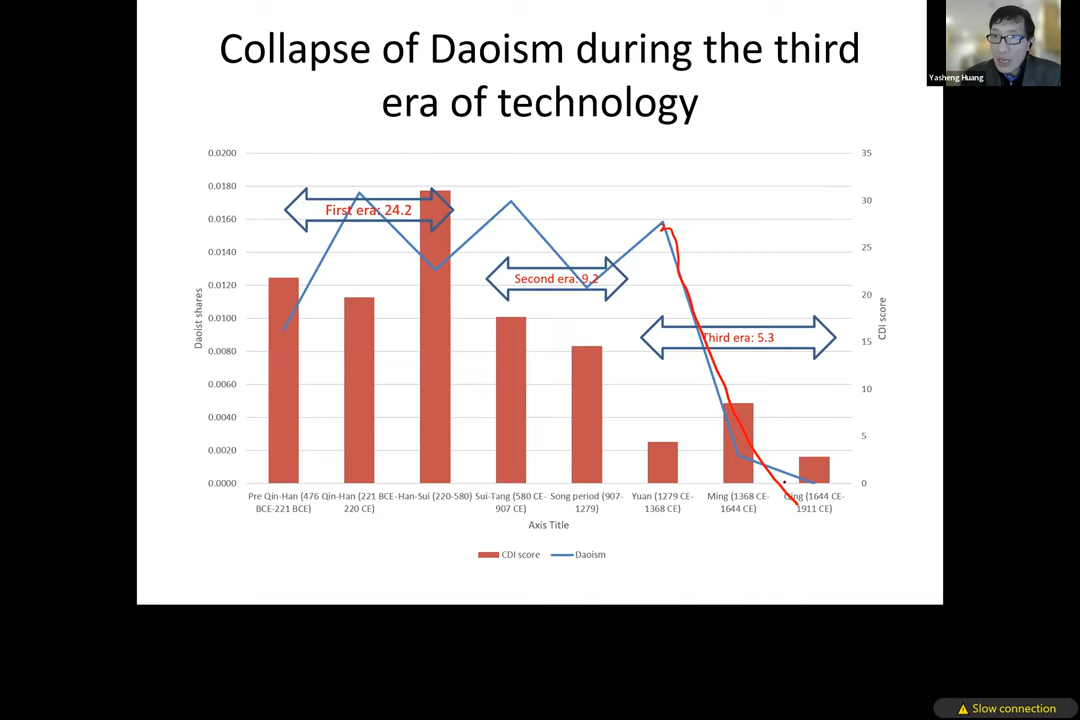 Collapse of Daoism during the third
era of technology
Yasheng Huang
0.0200
0.0180
0.0160
0.0140
0.0120
0.0100
0.0080
0.0060
0.0040
0.0020
0.0000
Daoist shares
35
30
25
20
15
10
5
0
CDI score
First era: 24.2
Second era: 9.2
Third era: 5.3
Pre Qin-Han (476
BCE-221 BCE)
Qin-Han (221 BCE-
220 CE)
Han-Sui (220-580)
Sui-Tang (580 CE-
907 CE)
Song period (907-
1279)
Yuan (1279 CE-
1368 CE)
Ming (1368 CE-
1644 CE)
Qing (1644 CE-
1911 CE)
Axis Title
CDI score
Daoism
Slow connection